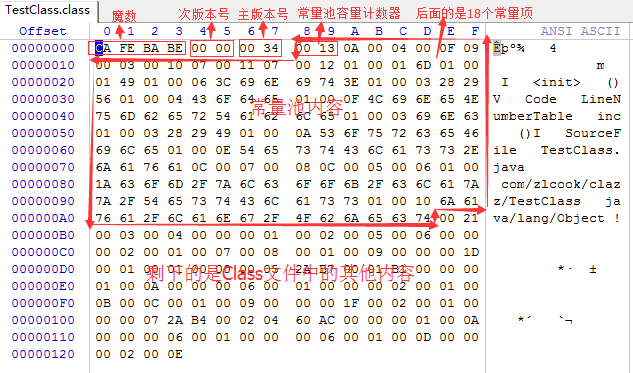 TestClass.class
魔数 次版本号 主版本号 常量池容量计数器 后面的是18个常量项
Offset 0 1 2 3 4 5 6 7 8 9 A B C D E F ANSI ASCII
00000000 CA FE BA BE 00 00 00 34 00 13 0A 00 04 00 0F 09 Êþº¾ 4
00000010 00 03 00 10 07 00 11 07 00 12 01 00 01 6D 01 00 m
00000020 01 49 01 00 06 3C 69 6E 69 74 3E 01 00 03 28 29 I <init> ()
00000030 56 01 00 04 43 6F 64 65 01 00 0F 4C 69 6E 65 4E V Code LineN
00000040 75 6D 62 65 72 54 61 62 6C 65 01 00 03 69 6E 63 umberTable inc
常量池内容
00000050 01 00 03 28 29 49 01 00 0A 53 6F 75 72 63 65 46 ()I SourceF
00000060 69 6C 65 01 00 0E 54 65 73 74 43 6C 61 73 73 2E ile TestClass.
00000070 6A 61 76 61 0C 00 07 00 08 0C 00 05 00 06 01 00 java
00000080 1A 63 6F 6D 2F 7A 6C 63 6F 6F 6B 2F 63 6C 61 7A com/zlcook/claz
00000090 7A 2F 54 65 73 74 43 6C 61 73 73 01 00 10 6A 61 z/TestClass ja
000000A0 76 61 2F 6C 61 6E 67 2F 4F 62 6A 65 63 74 00 21 va/lang/Object !
000000B0 00 03 00 04 00 00 00 01 00 02 00 05 00 06 00 00
000000C0 00 02 00 01 00 07 00 08 00 01 00 09 00 00 00 1D
000000D0 00 01 00 01 00 00 00 05 2A B7 00 01 B1 00 00 00 *· ±
剩下的是Class文件中的其他内容
000000E0 01 00 0A 00 00 00 06 00 01 00 00 00 02 00 01 00
000000F0 0B 00 0C 00 01 00 09 00 00 00 1F 00 02 00 01
00000100 00 00 07 2A B4 00 02 04 60 AC 00 00 00 01 00 0A *´ `¬
00000110 00 00 00 06 00 01 00 00 00 06 00 01 00 0D 00 00
00000120 00 02 00 0E